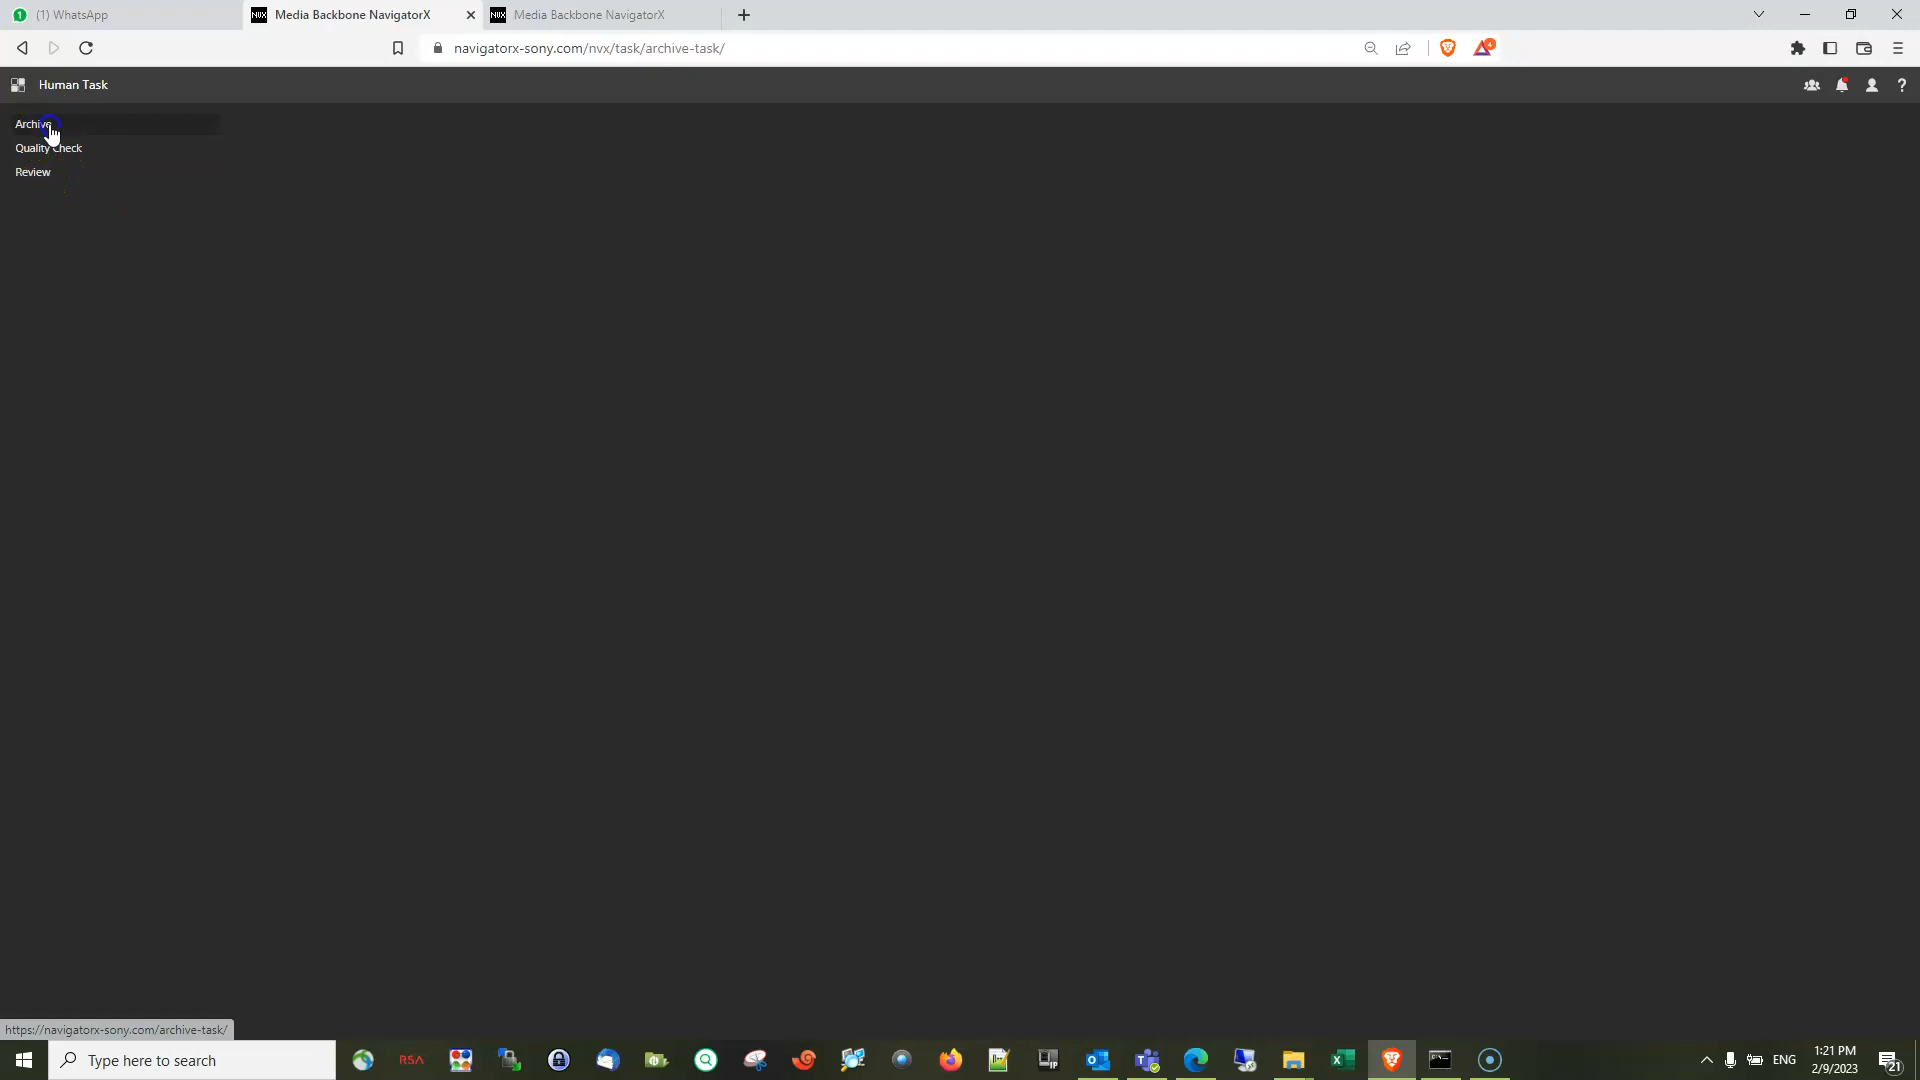 (1) WhatsApp
Media Backbone NavigatorX
Media Backbone NavigatorX
navigatorx-sony.com/nvx/task/archive-task/
4
Human Task
?
Archive
Quality Check
Review
https://navigatorx-sony.com/archive-task/
Type here to search
RSA
IP
ENG
1:21 PM
2/9/2023
21